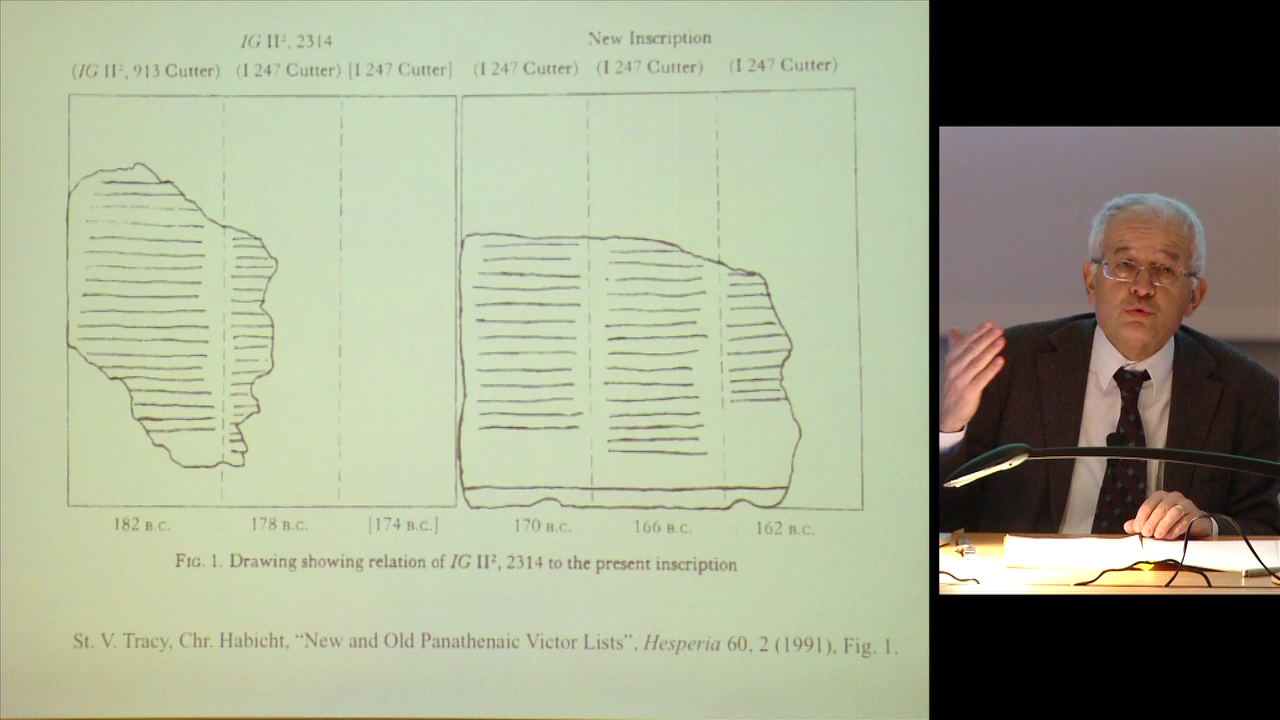 IG II², 2314
New Inscription
(IG II², 913 Cutter) (I 247 Cutter) [I 247 Cutter] (I 247 Cutter) (I 247 Cutter) (I 247 Cutter)
182 B.C. 178 B.C. [174 B.C.] 170 B.C. 166 B.C. 162 B.C.
FIG. 1. Drawing showing relation of IG II², 2314 to the present inscription
St. V. Tracy, Chr. Habicht, “New and Old Panathenaic Victor Lists”, Hesperia 60, 2 (1991), Fig. 1.